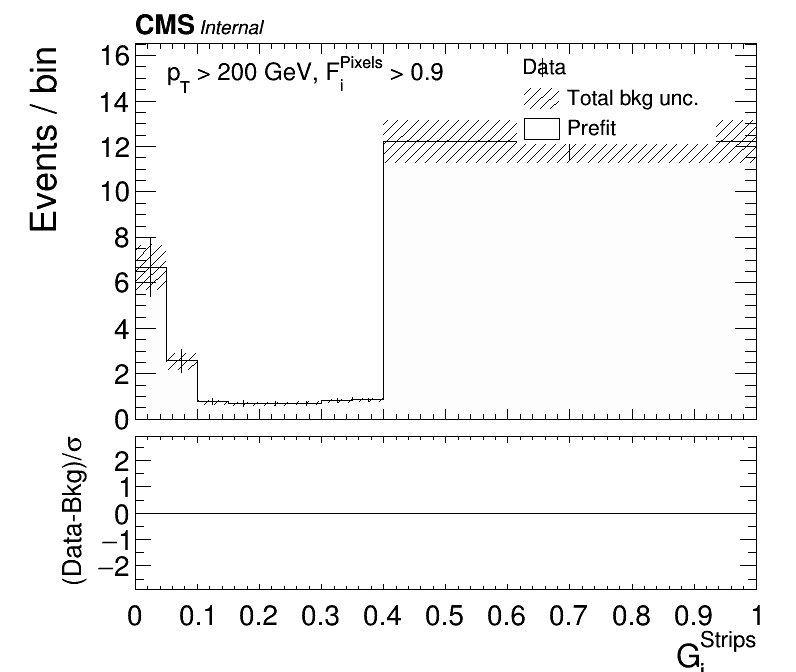 CMS Internal
p_T > 200 GeV, F_i^Pixels > 0.9
Data
Total bkg unc.
Prefit
Events / bin
16
14
12
10
8
6
4
2
0
(Data-Bkg)/σ
2
1
0
−1
−2
0 0.1 0.2 0.3 0.4 0.5 0.6 0.7 0.8 0.9 1
G_i^Strips